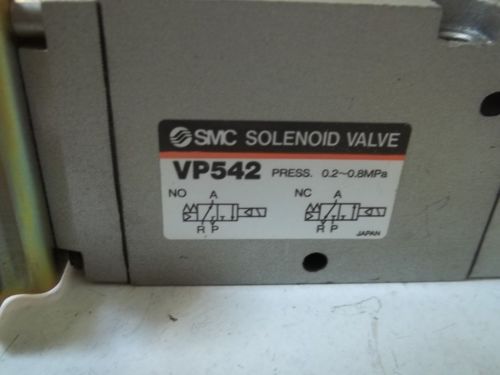 SMC SOLENOID VALVE
VP542 PRESS. 0.2~0.8MPa
NO A NC A
R P R P
JAPAN